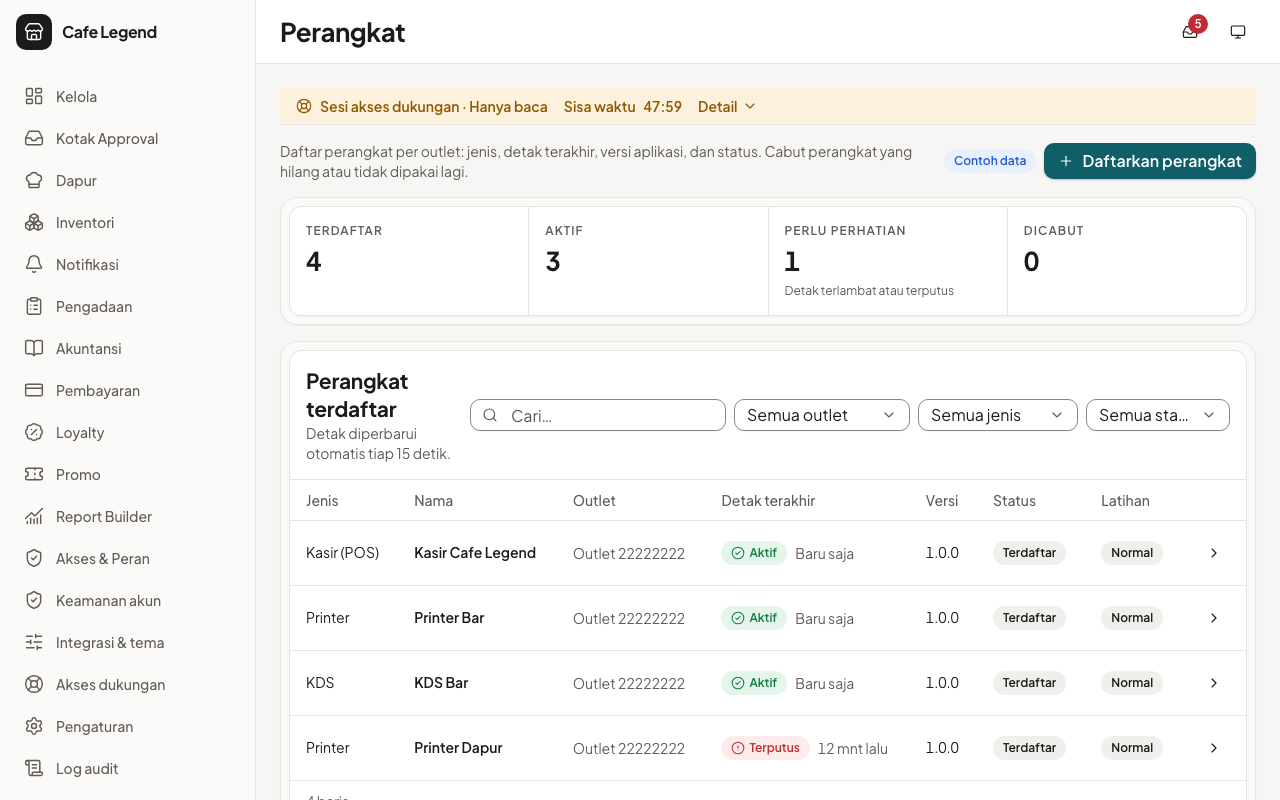 Cafe Legend
Perangkat
5
Kelola
Kotak Approval
Dapur
Inventori
Notifikasi
Pengadaan
Akuntansi
Pembayaran
Loyalty
Promo
Report Builder
Akses & Peran
Keamanan akun
Integrasi & tema
Akses dukungan
Pengaturan
Log audit
Sesi akses dukungan · Hanya baca Sisa waktu 47:59 Detail
Daftar perangkat per outlet: jenis, detak terakhir, versi aplikasi, dan status. Cabut perangkat yang
hilang atau tidak dipakai lagi.
Contoh data
Daftarkan perangkat
TERDAFTAR
4
AKTIF
3
PERLU PERHATIAN
1
Detak terlambat atau terputus
DICABUT
0
Perangkat
terdaftar
Detak diperbarui
otomatis tiap 15 detik.
Cari...
Semua outlet
Semua jenis
Semua sta...
Jenis Nama Outlet Detak terakhir Versi Status Latihan
Kasir (POS) Kasir Cafe Legend Outlet 22222222 Aktif Baru saja 1.0.0 Terdaftar Normal
Printer Printer Bar Outlet 22222222 Aktif Baru saja 1.0.0 Terdaftar Normal
KDS KDS Bar Outlet 22222222 Aktif Baru saja 1.0.0 Terdaftar Normal
Printer Printer Dapur Outlet 22222222 Terputus 12 mnt lalu 1.0.0 Terdaftar Normal